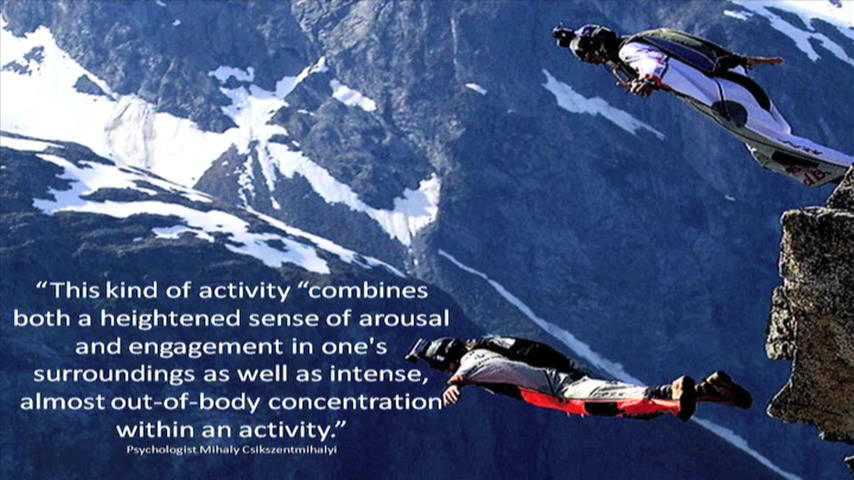 “This kind of activity “combines
both a heightened sense of arousal
and engagement in one's
surroundings as well as intense,
almost out-of-body concentration
within an activity.”
Psychologist Mihaly Csikszentmihalyi